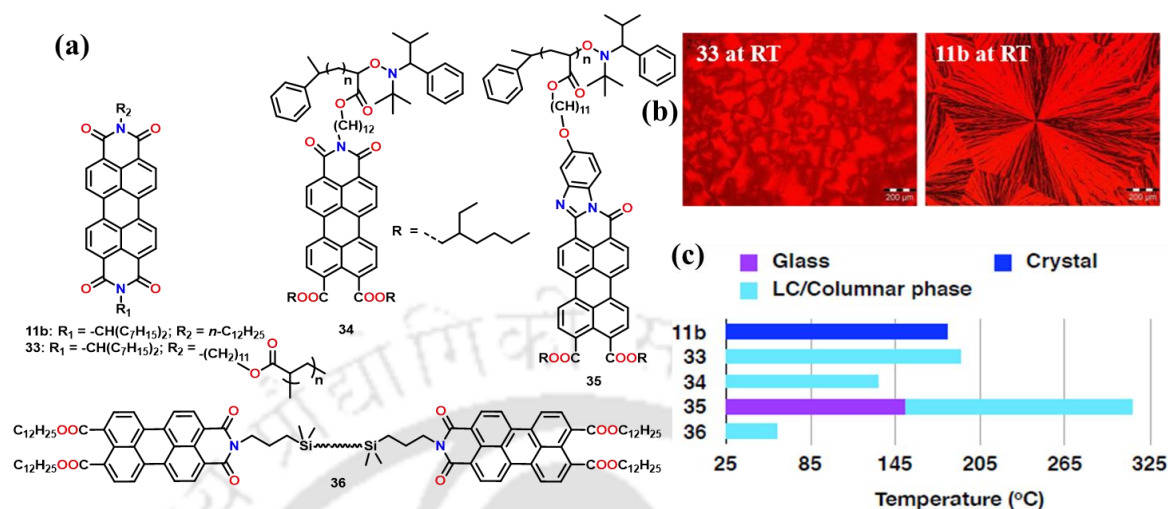 (a)
R2
N
O O
O O
N
R1
11b: R1 = -CH(C7H15)2; R2 = n-C12H25
33: R1 = -CH(C7H15)2; R2 = -(CH2)11
O
O
n
n
O
N
O
O
(CH2)12
N
O O
ROOC COOR
34
R =
n
O
N
O
O
(CH2)11
O
N N O
ROOC COOR
35
C12H25OOC
C12H25OOC
O
N
O
Si Si
O
N
O
COOC12H25
COOC12H25
36
(b)
33 at RT
200 µm
11b at RT
200 µm
(c)
Glass
Crystal
LC/Columnar phase
11b
33
34
35
36
25 85 145 205 265 325
Temperature (°C)
प्रौद्योगिकी